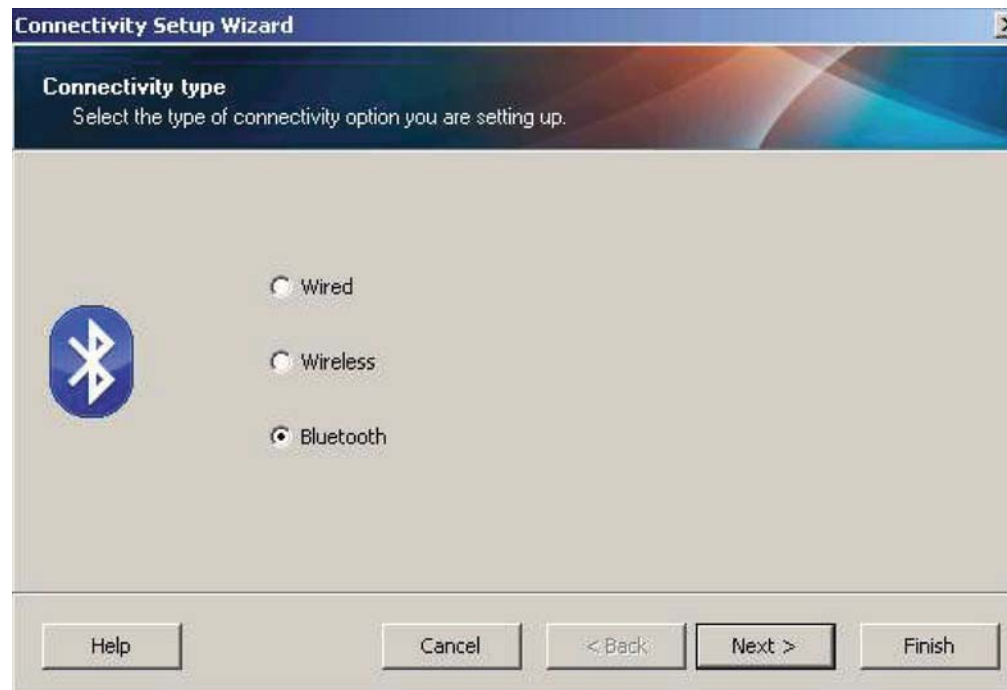 Connectivity Setup Wizard
Connectivity type
Select the type of connectivity option you are setting up.
Wired
Wireless
Bluetooth
Help Cancel < Back Next > Finish